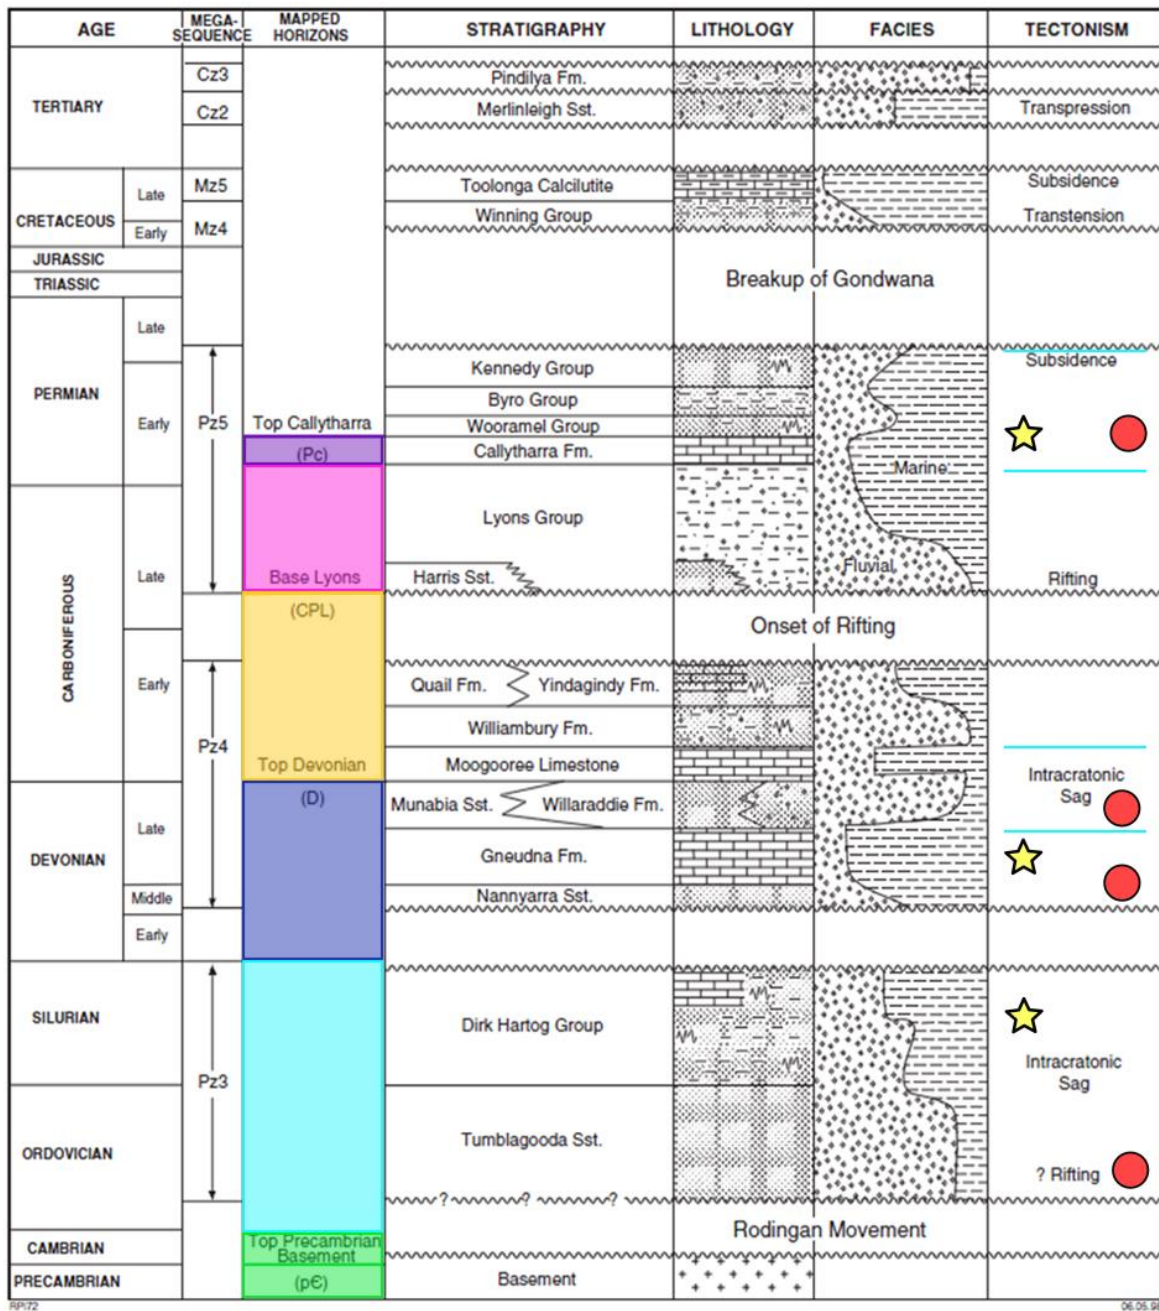 AGE
MEGA-
SEQUENCE
MAPPED
HORIZONS
STRATIGRAPHY
LITHOLOGY
FACIES
TECTONISM
TERTIARY
Cz3
Pindilya Fm.
Cz2
Merlinleigh Sst.
Transpression
CRETACEOUS
Late
Mz5
Toolonga Calcilutite
Subsidence
Early
Mz4
Winning Group
Transtension
JURASSIC
TRIASSIC
Breakup of Gondwana
PERMIAN
Late
Early
Pz5
Kennedy Group
Subsidence
Byro Group
Top Callytharra
Wooramel Group
(Pc)
Callytharra Fm.
Marine
Lyons Group
CARBONIFEROUS
Late
Base Lyons
Harris Sst.
Fluvial
Rifting
(CPL)
Onset of Rifting
Early
Pz4
Quail Fm.
Yindagindy Fm.
Williambury Fm.
Top Devonian
Moogooree Limestone
Intracratonic
Sag
DEVONIAN
Late
(D)
Munabia Sst.
Willaraddie Fm.
Gneudna Fm.
Middle
Nannyarra Sst.
Early
SILURIAN
Pz3
Dirk Hartog Group
Intracratonic
Sag
ORDOVICIAN
Tumblagooda Sst.
? Rifting
? ? ?
Rodingan Movement
CAMBRIAN
Top Precambrian
Basement
PRECAMBRIAN
(pЄ)
Basement